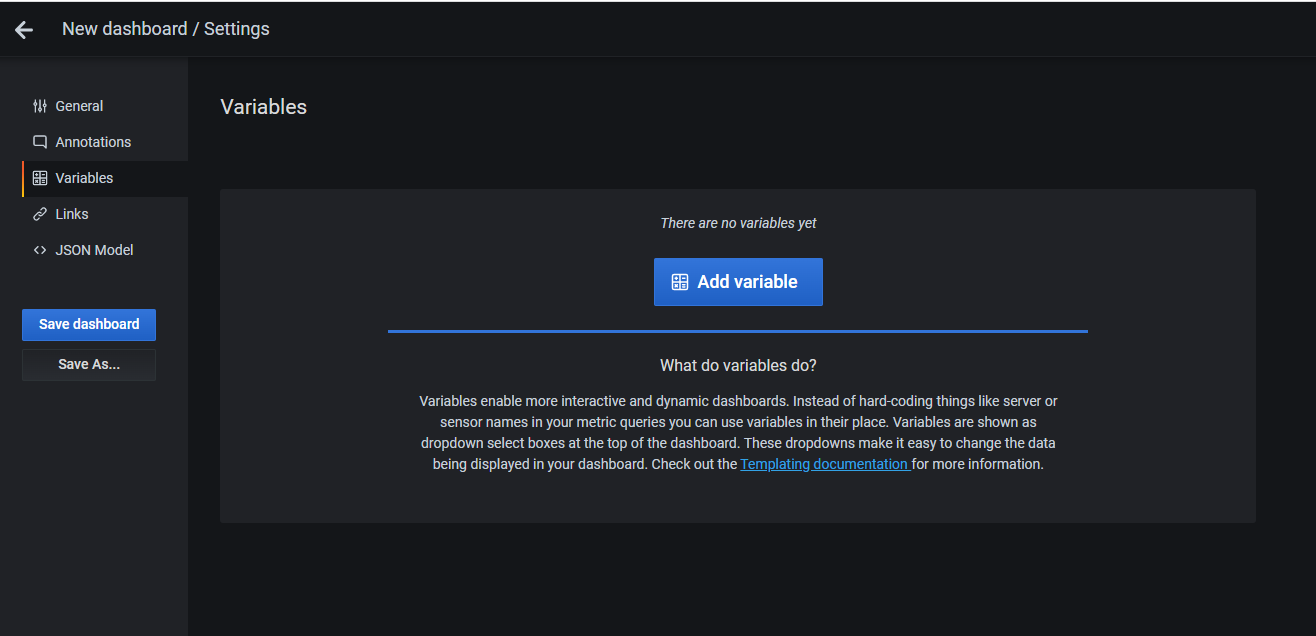 New dashboard / Settings
General
Annotations
Variables
Links
JSON Model
Save dashboard
Save As...
Variables
There are no variables yet
Add variable
What do variables do?
Variables enable more interactive and dynamic dashboards. Instead of hard-coding things like server or
sensor names in your metric queries you can use variables in their place. Variables are shown as
dropdown select boxes at the top of the dashboard. These dropdowns make it easy to change the data
being displayed in your dashboard. Check out the Templating documentation for more information.